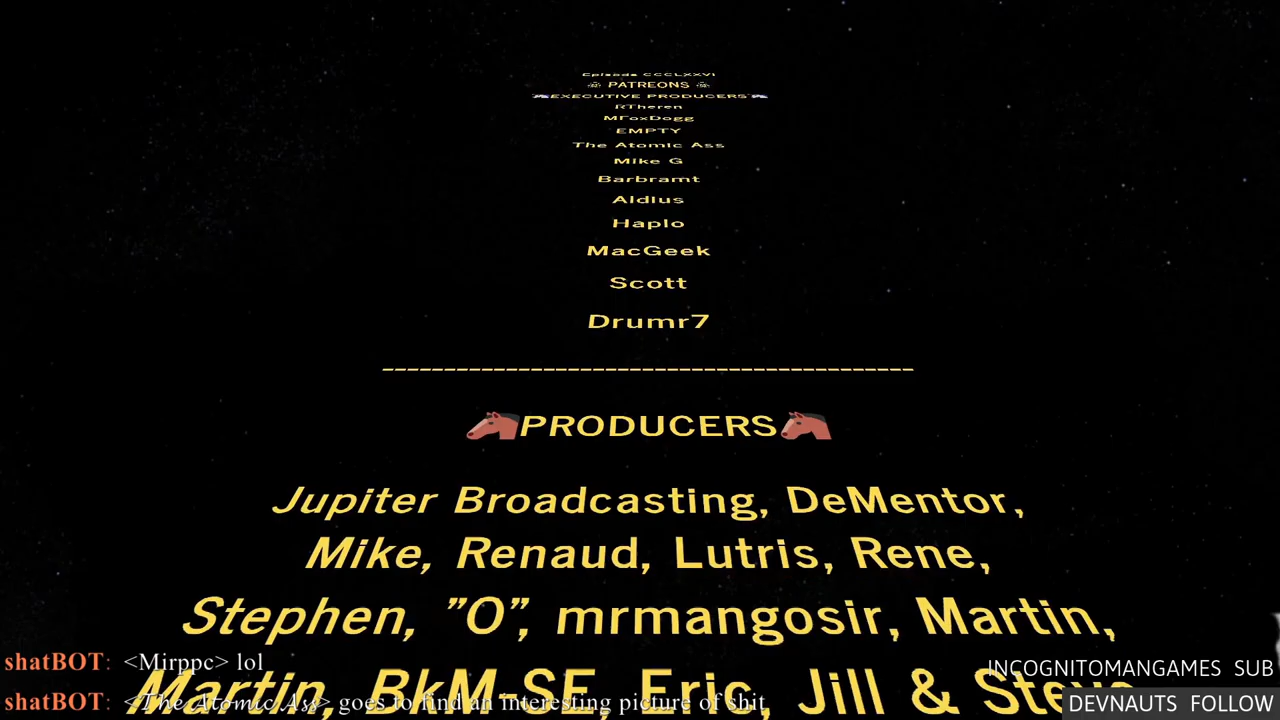 Episode CCCLXXVI
PATREONS
EXECUTIVE PRODUCERS
RTheren
MFoxDogg
EMPTY
The Atomic Ass
Mike G
Barbramt
Aldius
Haplo
MacGeek
Scott
Drumr7
-------------------------------------------
PRODUCERS
Jupiter Broadcasting, DeMentor,
Mike, Renaud, Lutris, Rene,
Stephen, "O", mrmangosir, Martin,
Martin, BkM-SE, Eric, Jill & Steve
shatBOT: <Mirppc> lol
shatBOT: <The Atomic Ass> goes to find an interesting picture of shit
INCOGNITOMANGAMES SUB
DEVNAUTS FOLLOW